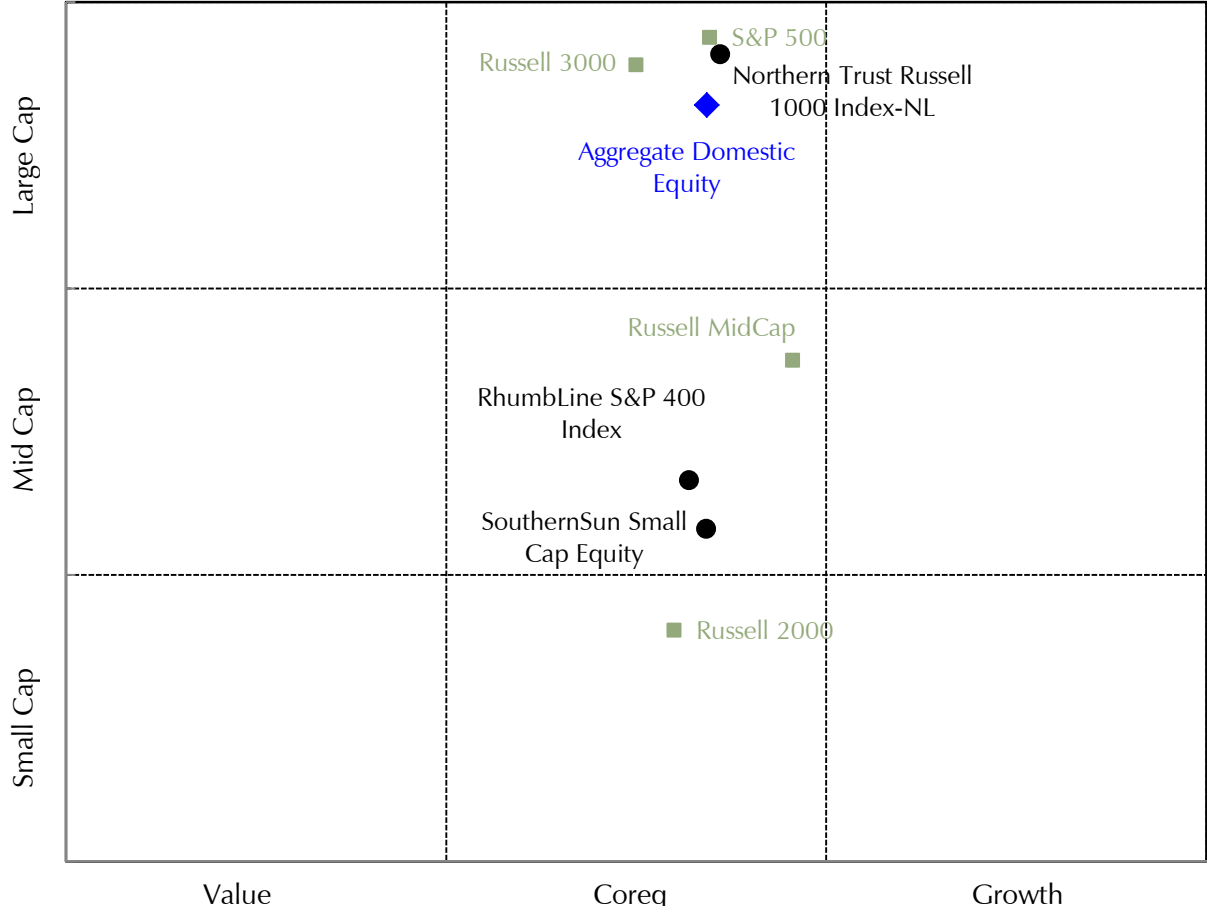 S&P 500
Russell 3000
Northern Trust Russell
1000 Index-NL
Aggregate Domestic
Equity
Large Cap
Russell MidCap
RhumbLine S&P 400
Index
Mid Cap
SouthernSun Small
Cap Equity
Russell 2000
Small Cap
Value
Coreq
Growth